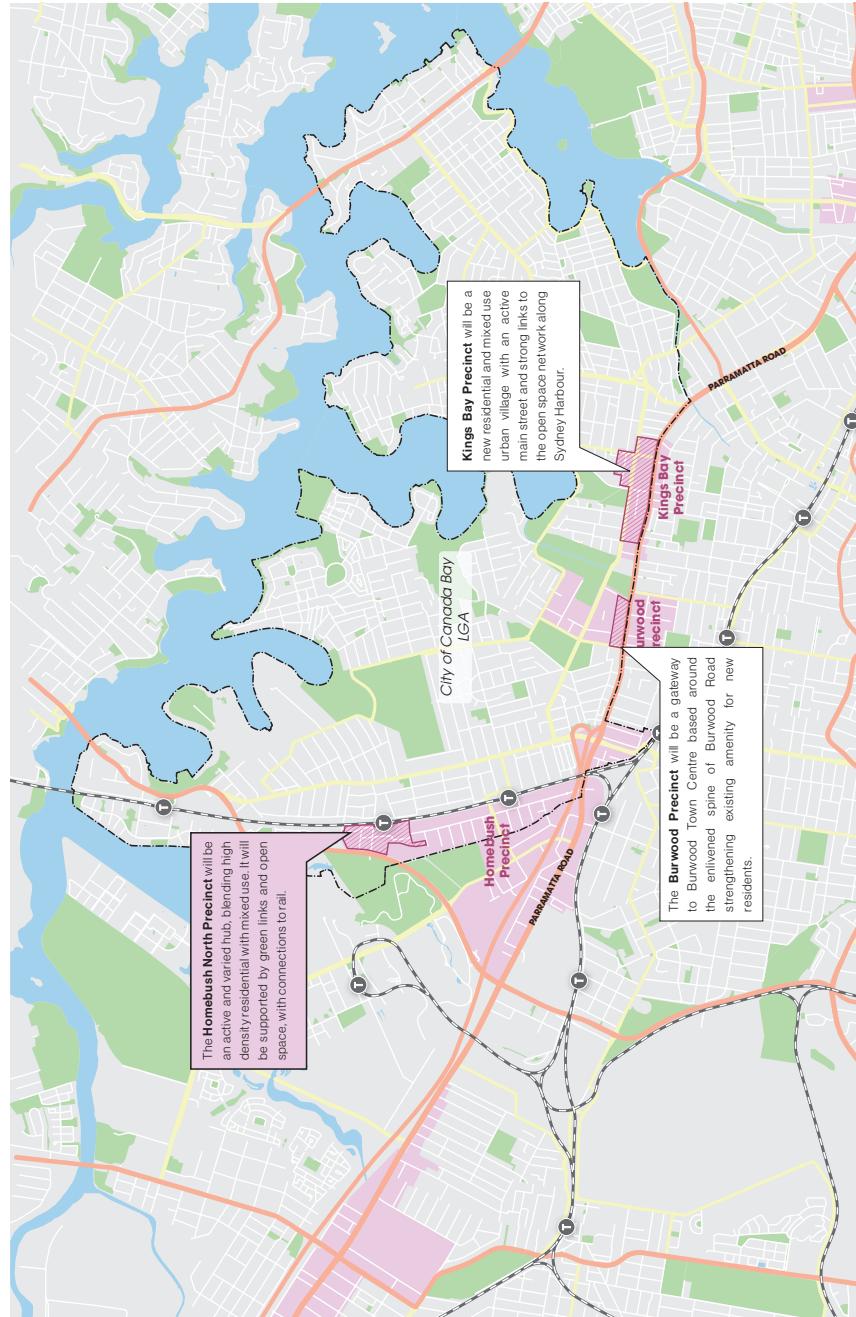 T
The Homebush North Precinct will be
an active and varied hub, blending high
density residential with mixed use. It will
be supported by green links and open
space, with connections to rail.
T
T
City of Canada Bay
LGA
Kings Bay Precinct will be a
new residential and mixed use
urban village with an active
main street and strong links to
the open space network along
Sydney Harbour.
Homebush
Precinct
T
PARRAMATTA ROAD
T
T
T
urwood
recinct
Kings Bay
Precinct
The Burwood Precinct will be a gateway
to Burwood Town Centre based around
the enlivened spine of Burwood Road
strengthening existing amenity for new
residents.
T
PARRAMATTA ROAD
T
T